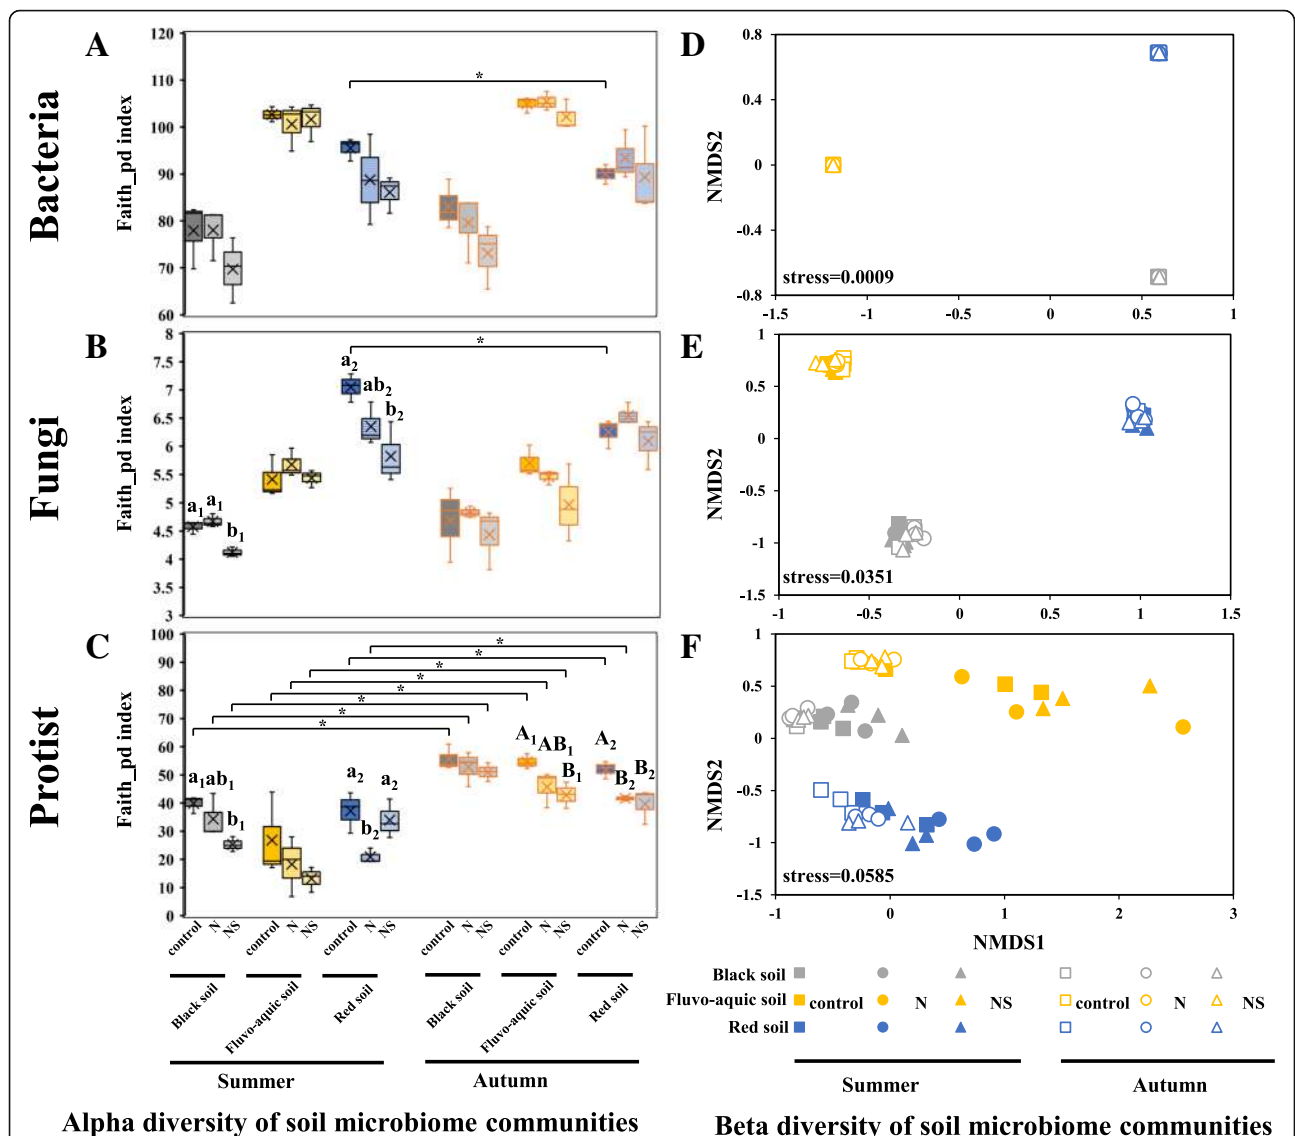 A
Bacteria
Faith_pd index
120
110
100
90
80
70
60
*
D
NMDS2
0.8
0.4
0
-0.4
-0.8
stress=0.0009
-1.5
-1
-0.5
0
0.5
1
B
Fungi
Faith_pd index
8
7.5
7
6.5
6
5.5
5
4.5
4
3.5
3
*
a1 a1 b1
a2 ab2 b2
E
NMDS2
1
0.5
0
-0.5
-1
-1.5
stress=0.0351
-1
-0.5
0
0.5
1
1.5
C
Protist
Faith_pd index
100
90
80
70
60
50
40
30
20
10
0
*
*
*
*
*
*
*
*
a1 ab1 b1
a2 b2 a2
A1 AB1 B1
A2 B2 B2
control N NS control N NS control N NS control N NS control N NS control N NS
Black soil Fluvo-aquic soil Red soil Black soil Fluvo-aquic soil Red soil
Summer Autumn
Alpha diversity of soil microbiome communities
F
NMDS2
1
0.5
0
-0.5
-1
-1.5
stress=0.0585
-1
0
1
2
3
NMDS1
Black soil
Fluvo-aquic soil control N NS control N NS
Red soil
Summer Autumn
Beta diversity of soil microbiome communities